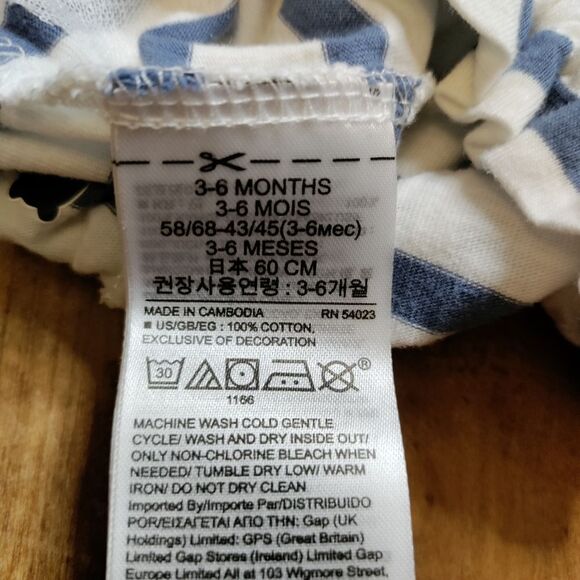 3-6 MONTHS
3-6 MOIS
58/68-43/45(3-6мес)
3-6 MESES
日本 60 CM
권장사용연령 : 3-6개월
MADE IN CAMBODIA RN 54023
■ US/GB/EG : 100% COTTON,
EXCLUSIVE OF DECORATION
30 ®
1166
MACHINE WASH COLD GENTLE
CYCLE/ WASH AND DRY INSIDE OUT/
ONLY NON-CHLORINE BLEACH WHEN
NEEDED/ TUMBLE DRY LOW/ WARM
IRON/ DO NOT DRY CLEAN
Imported By/Importe Par/DISTRIBUIDO
POR/ΕΙΣΑΓΕΤΑΙ ΑΠΟ ΤΗΝ: Gap (UK
Holdings) Limited: GPS (Great Britain)
Limited Gap Stores (Ireland) Limited Gap
Europe Limited All at 103 Wigmore Street,